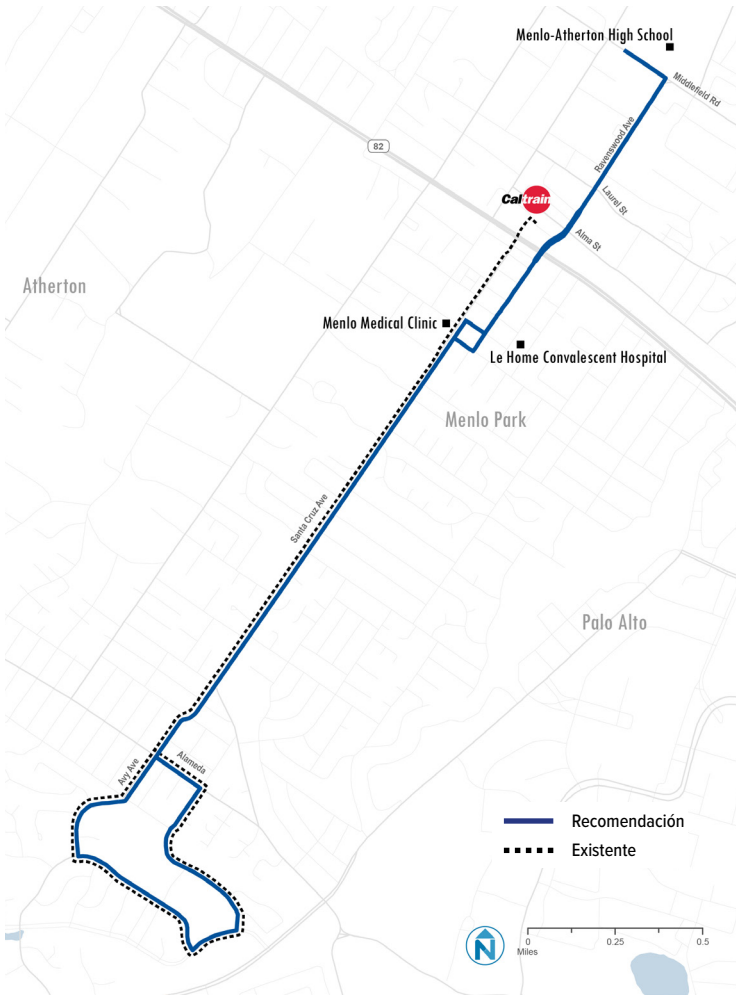 Menlo-Atherton High School
Middlefield Rd
Ravenswood Ave
82
Laurel St
Caltrain
Alma St
Atherton
Menlo Medical Clinic
Le Home Convalescent Hospital
Menlo Park
Santa Cruz Ave
Palo Alto
Avy Ave
Alameda
Recomendación
Existente
N
0 0.25 0.5
Miles